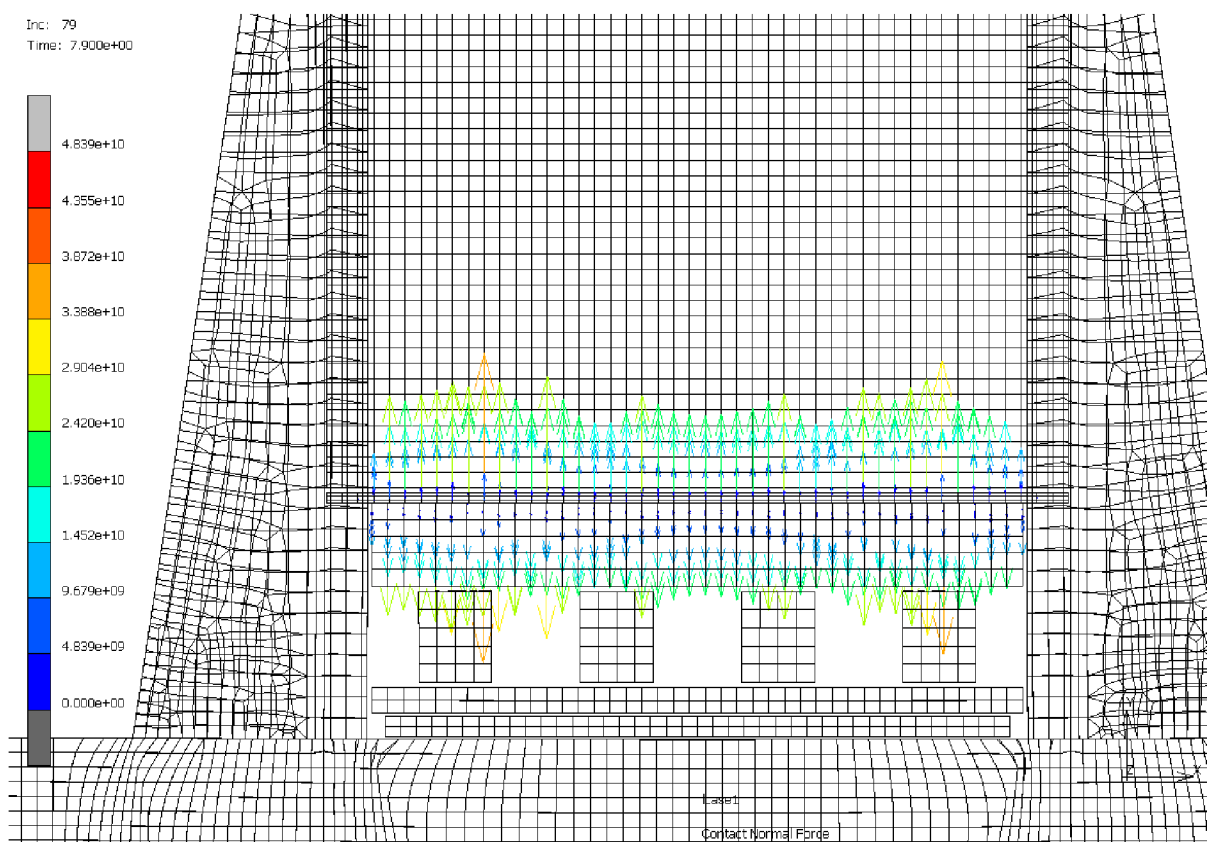 Inc: 79
Time: 7.900e+00
4.839e+10
4.355e+10
3.872e+10
3.388e+10
2.904e+10
2.420e+10
1.936e+10
1.452e+10
9.679e+09
4.839e+09
0.000e+00
Y
Z X
lcase1
Contact Normal Force